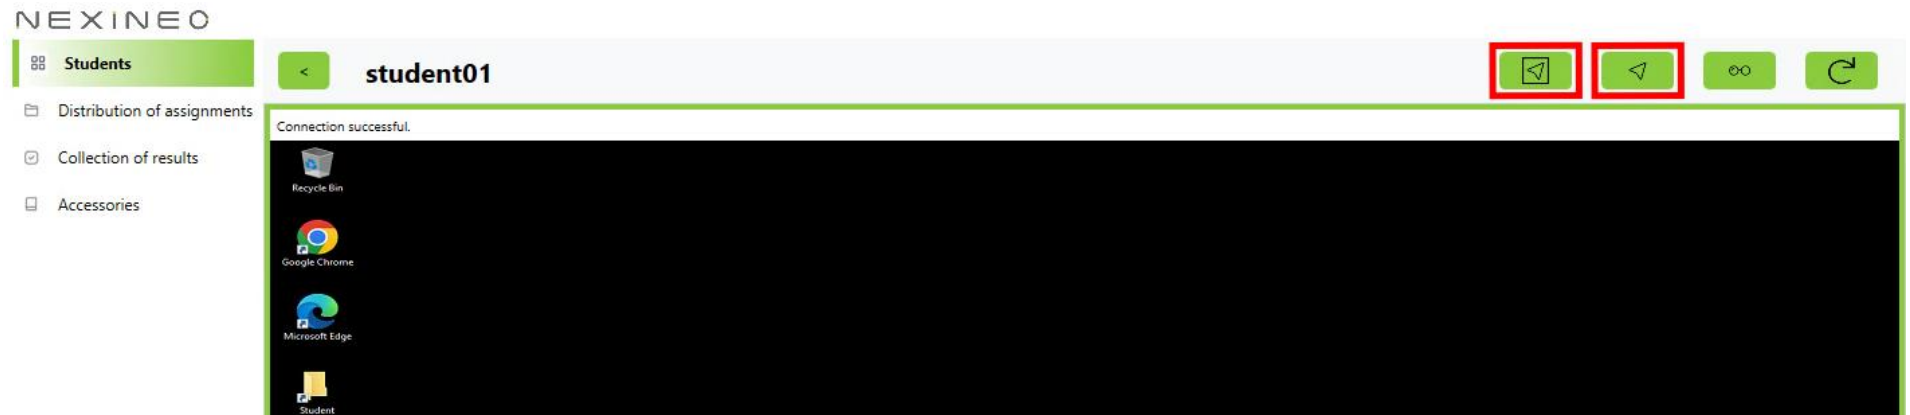 NEXINEO
Students
< student01
Distribution of assignments
Collection of results
Accessories
Connection successful.
Recycle Bin
Google Chrome
Microsoft Edge
Student